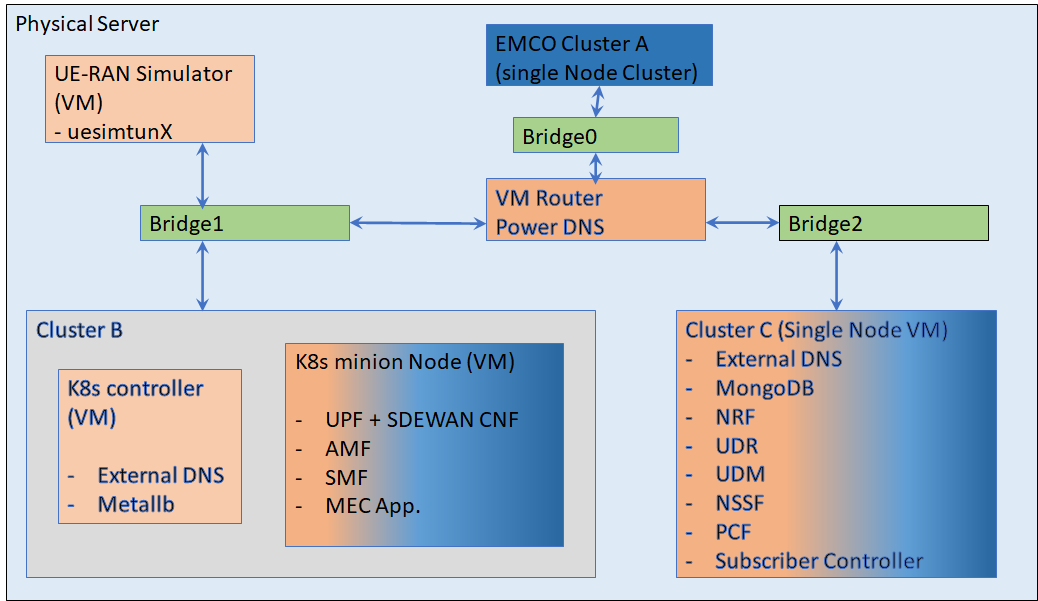 Physical Server
UE-RAN Simulator
(VM)
- uesimtunX
EMCO Cluster A
(single Node Cluster)
Bridge0
VM Router
Power DNS
Bridge1
Bridge2
Cluster B
K8s controller
(VM)
- External DNS
- Metallb
K8s minion Node (VM)
- UPF + SDEWAN CNF
- AMF
- SMF
- MEC App.
Cluster C (Single Node VM)
- External DNS
- MongoDB
- NRF
- UDR
- UDM
- NSSF
- PCF
- Subscriber Controller